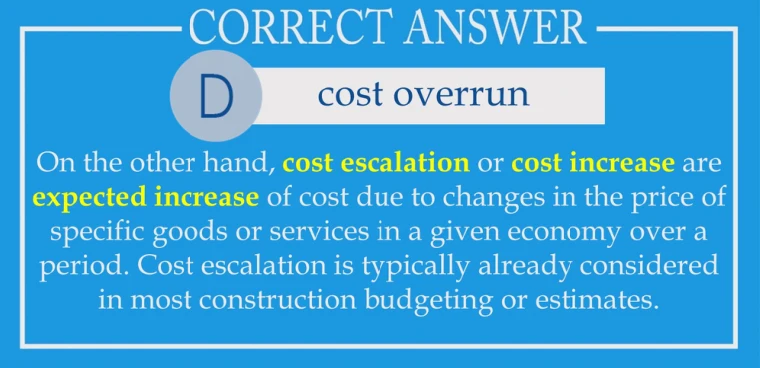 CORRECT ANSWER
D
cost overrun
On the other hand, cost escalation or cost increase are
expected increase of cost due to changes in the price of
specific goods or services in a given economy over a
period. Cost escalation is typically already considered
in most construction budgeting or estimates.